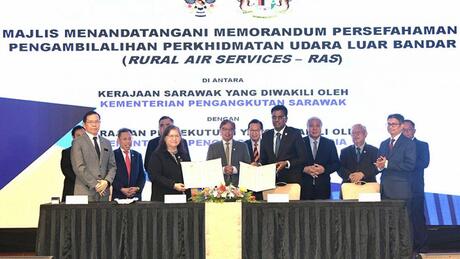 MAJLIS MENANDATANGANI MEMORANDUM PERSEFAHAMAN
PENGAMBILALIHAN PERKHIDMATAN UDARA LUAR BANDAR
(RURAL AIR SERVICES – RAS)
DI ANTARA
KERAJAAN SARAWAK YANG DIWAKILI OLEH
KEMENTERIAN PENGANGKUTAN SARAWAK
DENGAN